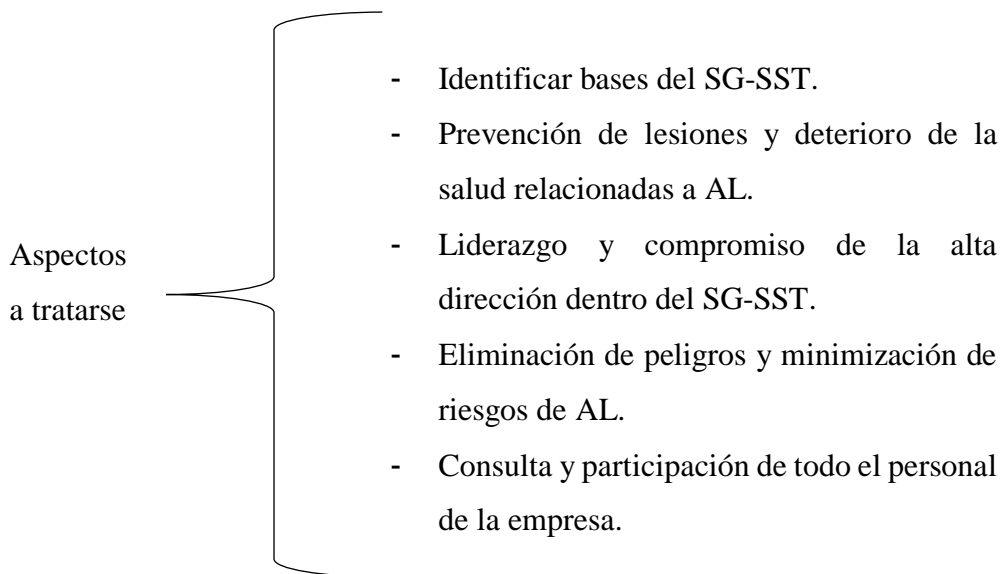 Aspectos
a tratarse
- Identificar bases del SG-SST.
- Prevención de lesiones y deterioro de la
salud relacionadas a AL.
- Liderazgo y compromiso de la alta
dirección dentro del SG-SST.
- Eliminación de peligros y minimización de
riesgos de AL.
- Consulta y participación de todo el personal
de la empresa.